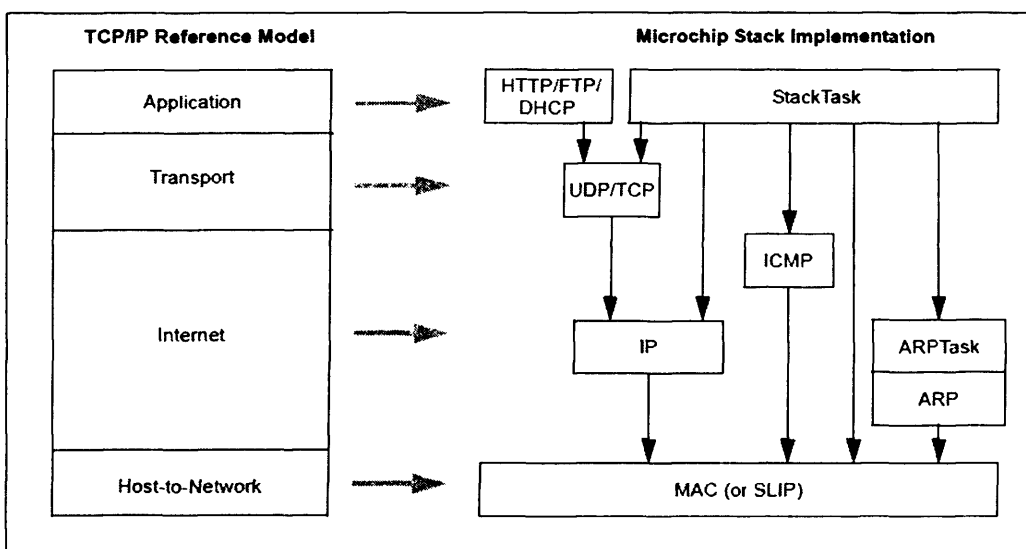 TCP/IP Reference Model
Application
Transport
Internet
Host-to-Network
Microchip Stack Implementation
HTTP/FTP/
DHCP
StackTask
UDP/TCP
ICMP
IP
ARPTask
ARP
MAC (or SLIP)